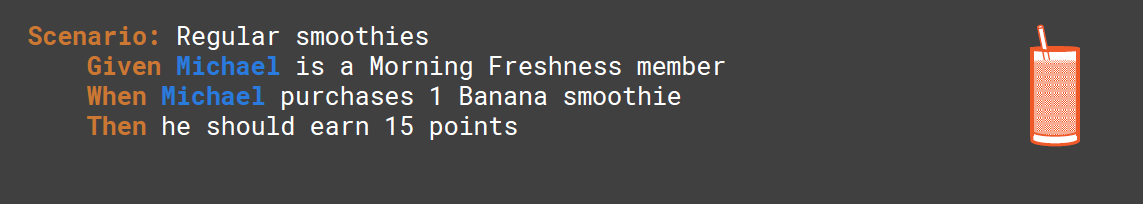 Scenario: Regular smoothies
Given Michael is a Morning Freshness member
When Michael purchases 1 Banana smoothie
Then he should earn 15 points